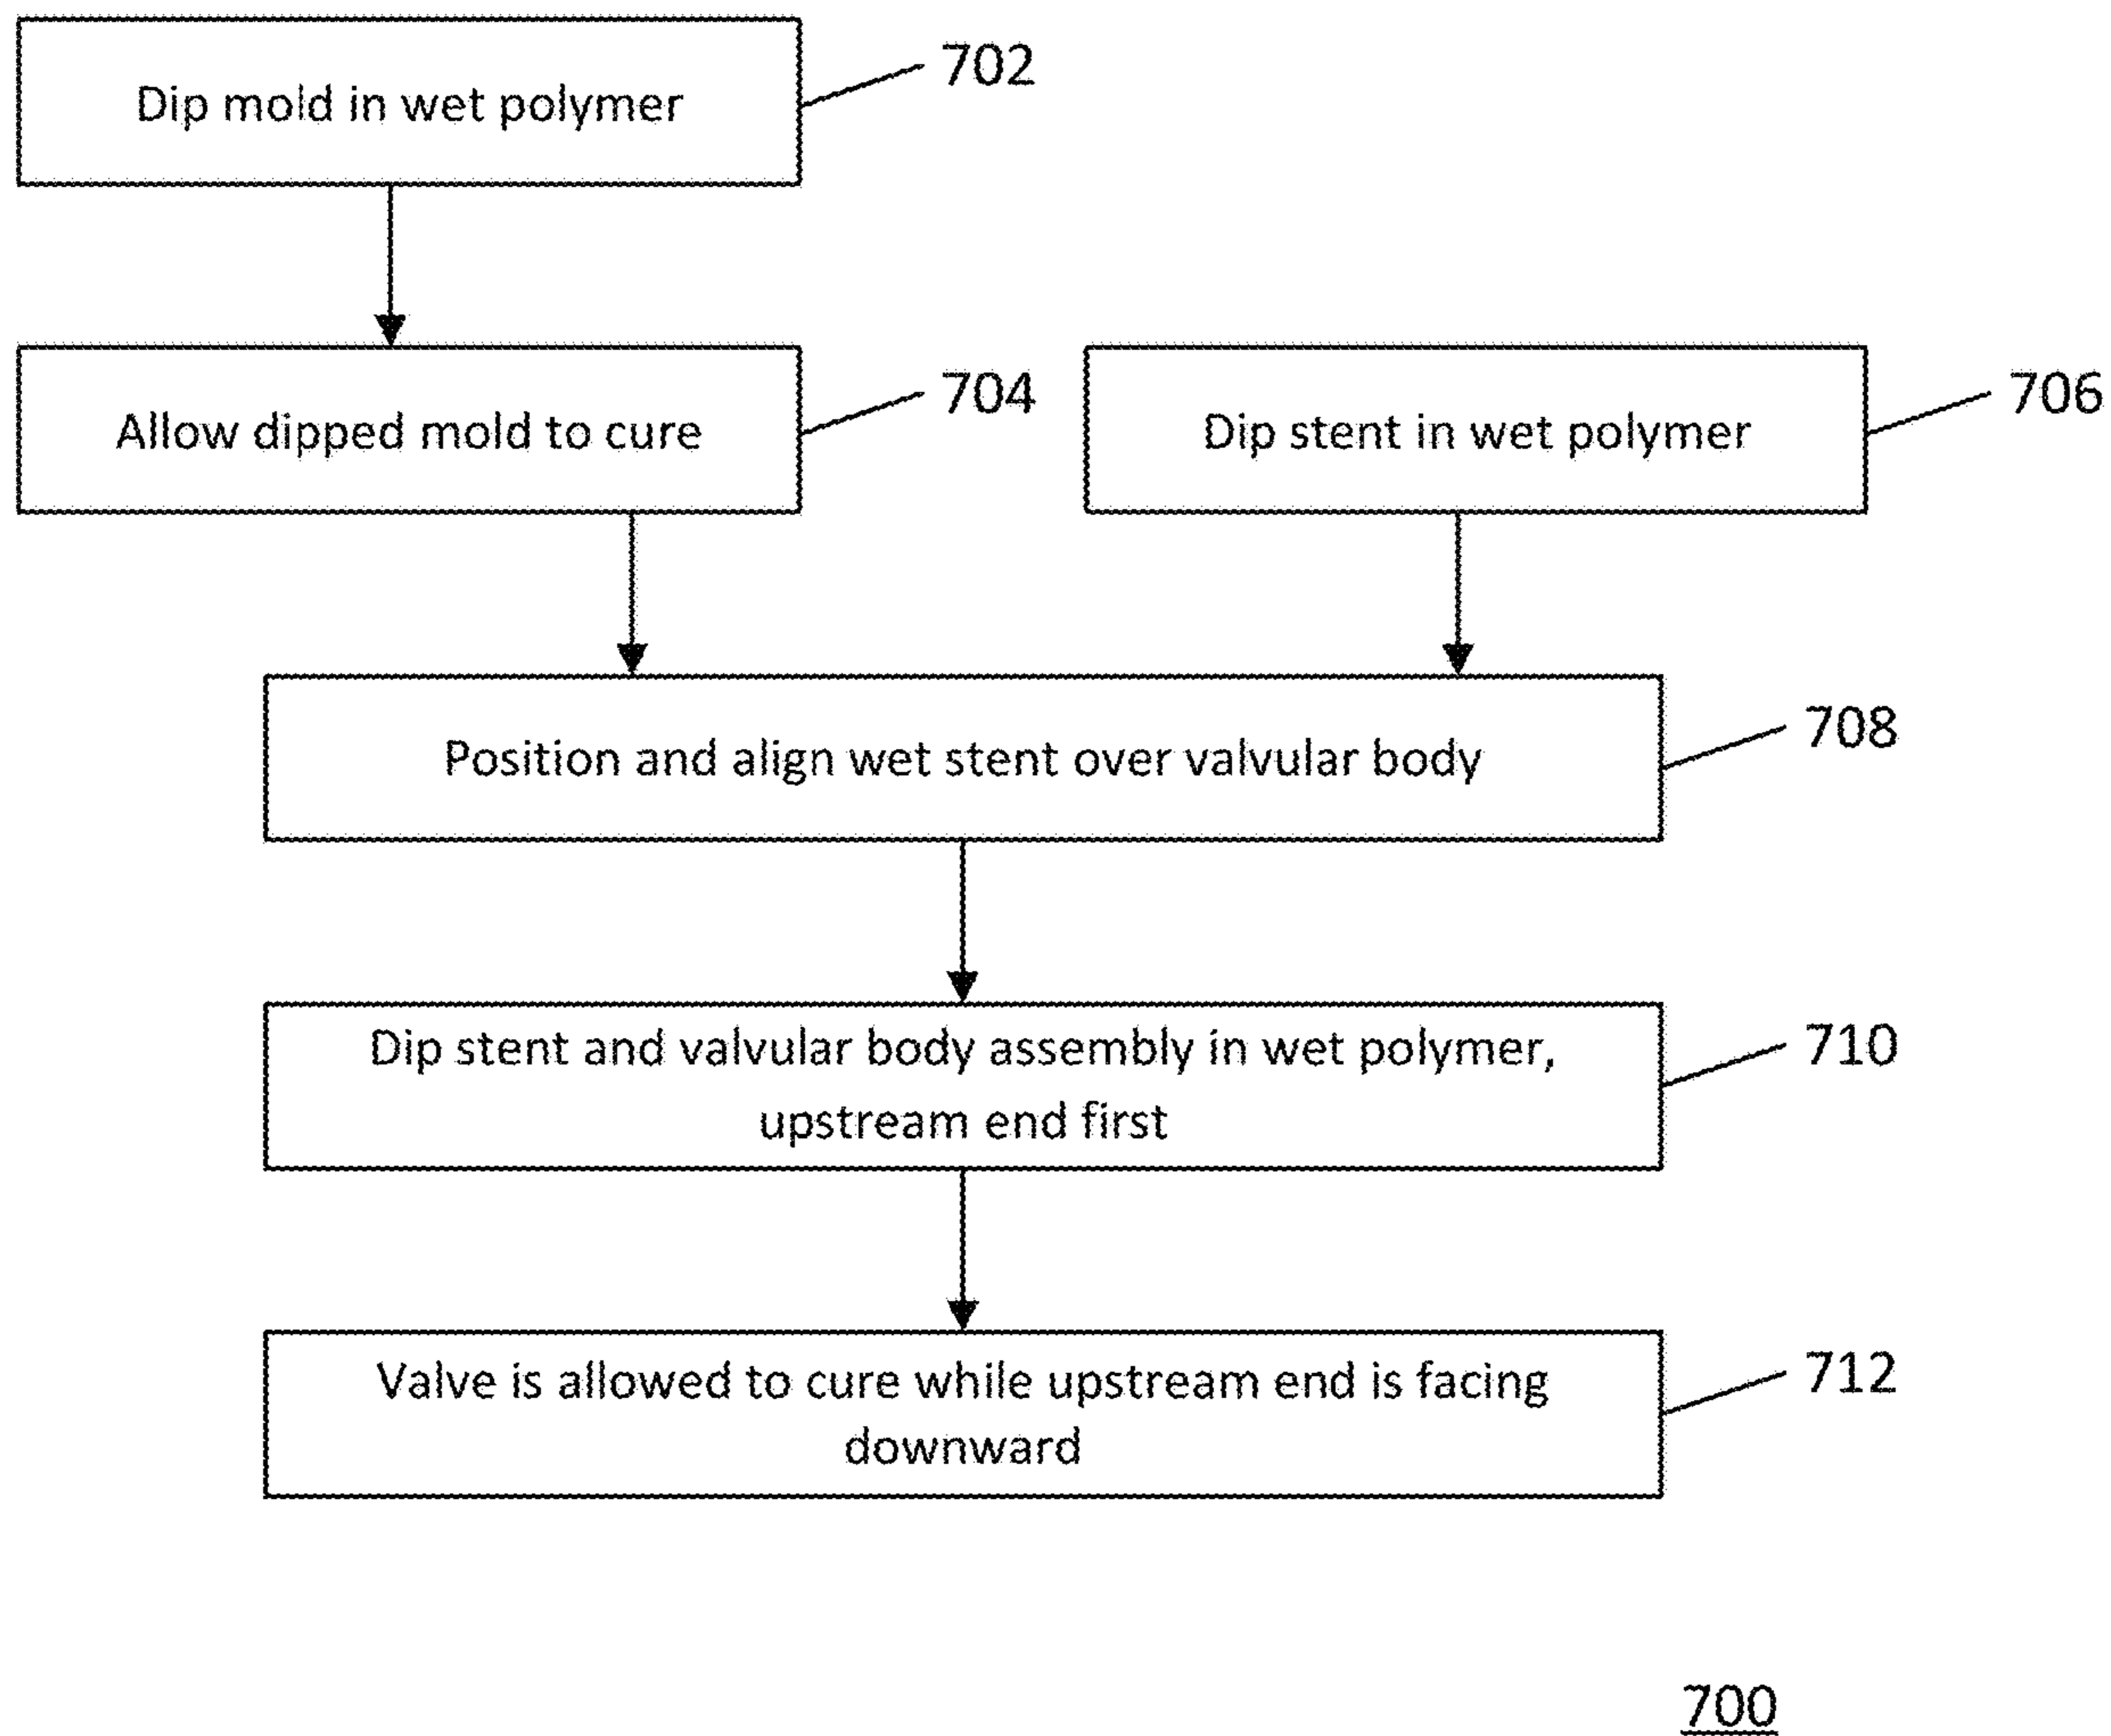 Dip mold in wet polymer
702
Allow dipped mold to cure
704
Dip stent in wet polymer
706
Position and align wet stent over valvular body
708
Dip stent and valvular body assembly in wet polymer,
upstream end first
710
Valve is allowed to cure while upstream end is facing
downward
712
700